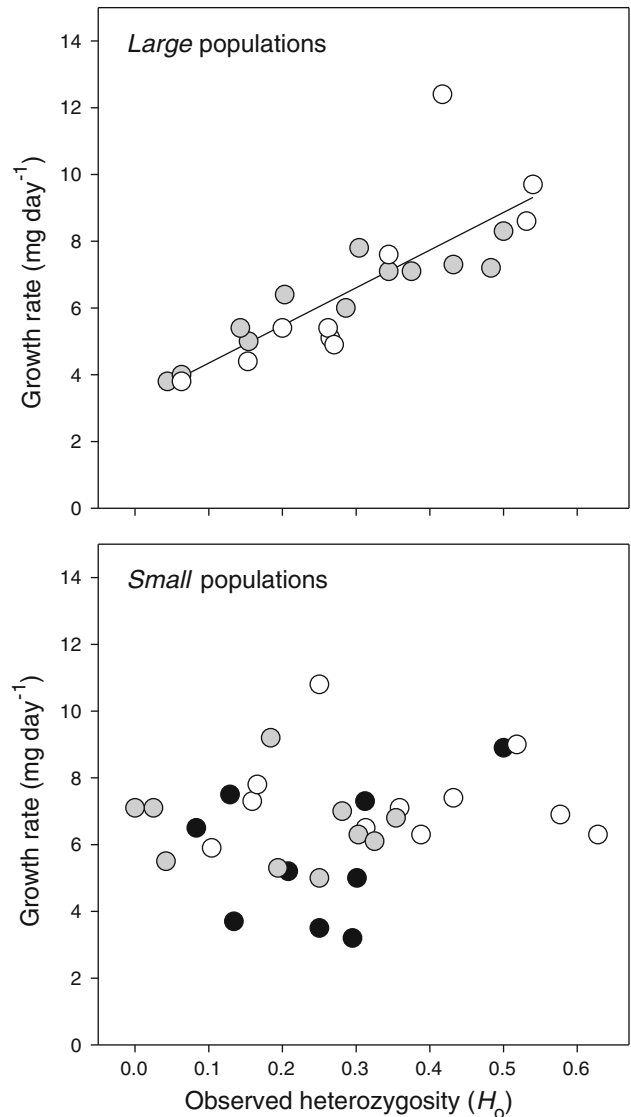 14
Large populations
12
10
8
6
4
2
0
Growth rate (mg day-1)
14
Small populations
12
10
8
6
4
2
0
Growth rate (mg day-1)
0.0 0.1 0.2 0.3 0.4 0.5 0.6
Observed heterozygosity (Ho)